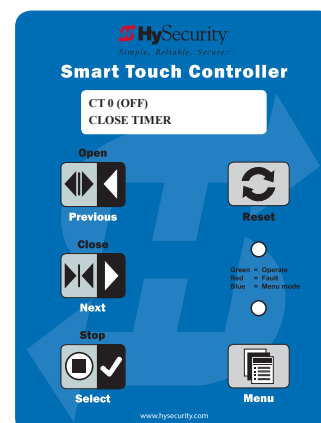 HySecurity
Simple. Reliable. Secure.™
Smart Touch Controller
CT 0 (OFF)
CLOSE TIMER
Open
Previous
Reset
Close
Next
Green = Operate
Red = Fault
Blue = Menu mode
Stop
Select
Menu
www.hysecurity.com